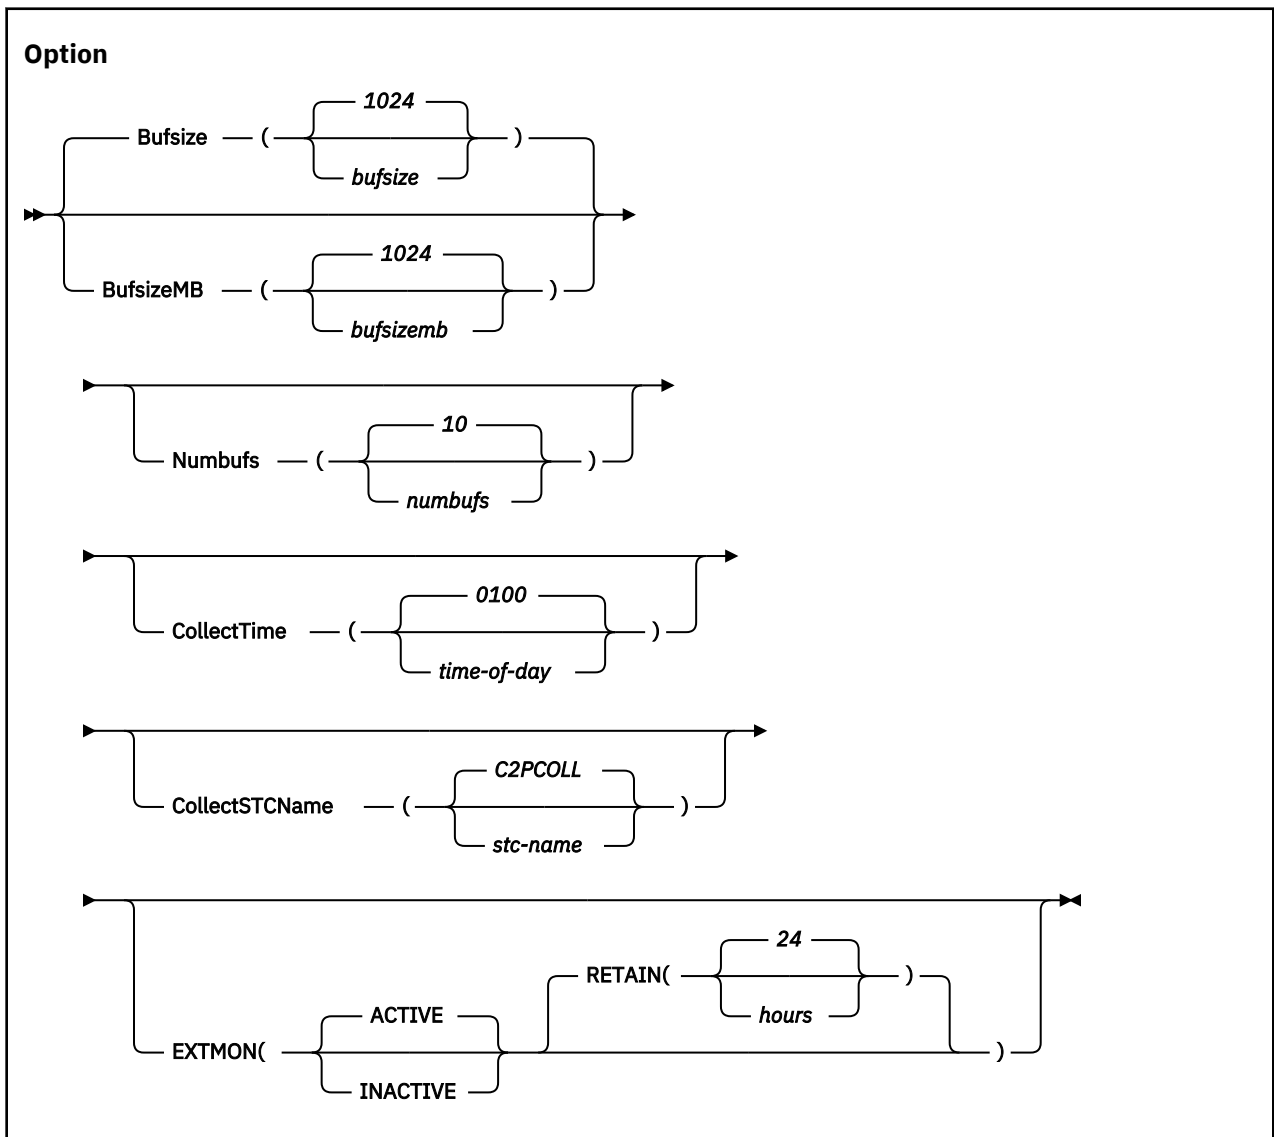 Option
1024
Bufsize ( )
bufsize
1024
BufsizeMB ( )
bufsizemb
10
Numbufs ( )
numbufs
0100
CollectTime ( )
time-of-day
C2PCOLL
CollectSTCName ( )
stc-name
24
RETAIN( )
hours
ACTIVE
EXTMON( )
INACTIVE